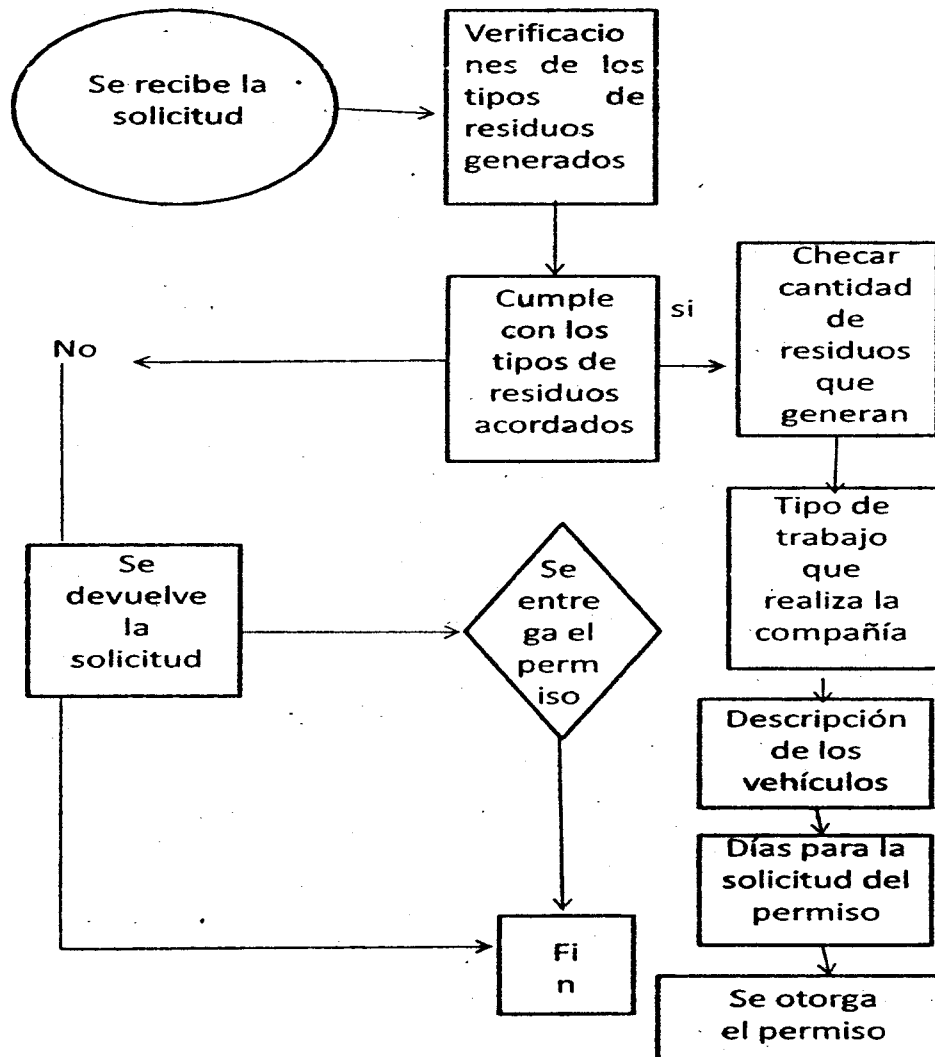 Se recibe la
solicitud
Verificacio
nes de los
tipos de
residuos
generados
Cumple
con los
tipos de
residuos
acordados
si
Checar
cantidad
de
residuos
que
generan
No
Tipo de
trabajo
que
realiza la
compañía
Se
devuelve
la
solicitud
Se
entre
ga el
perm
iso
Descripción
de los
vehículos
Días para la
solicitud del
permiso
Fi
n
Se otorga
el permiso